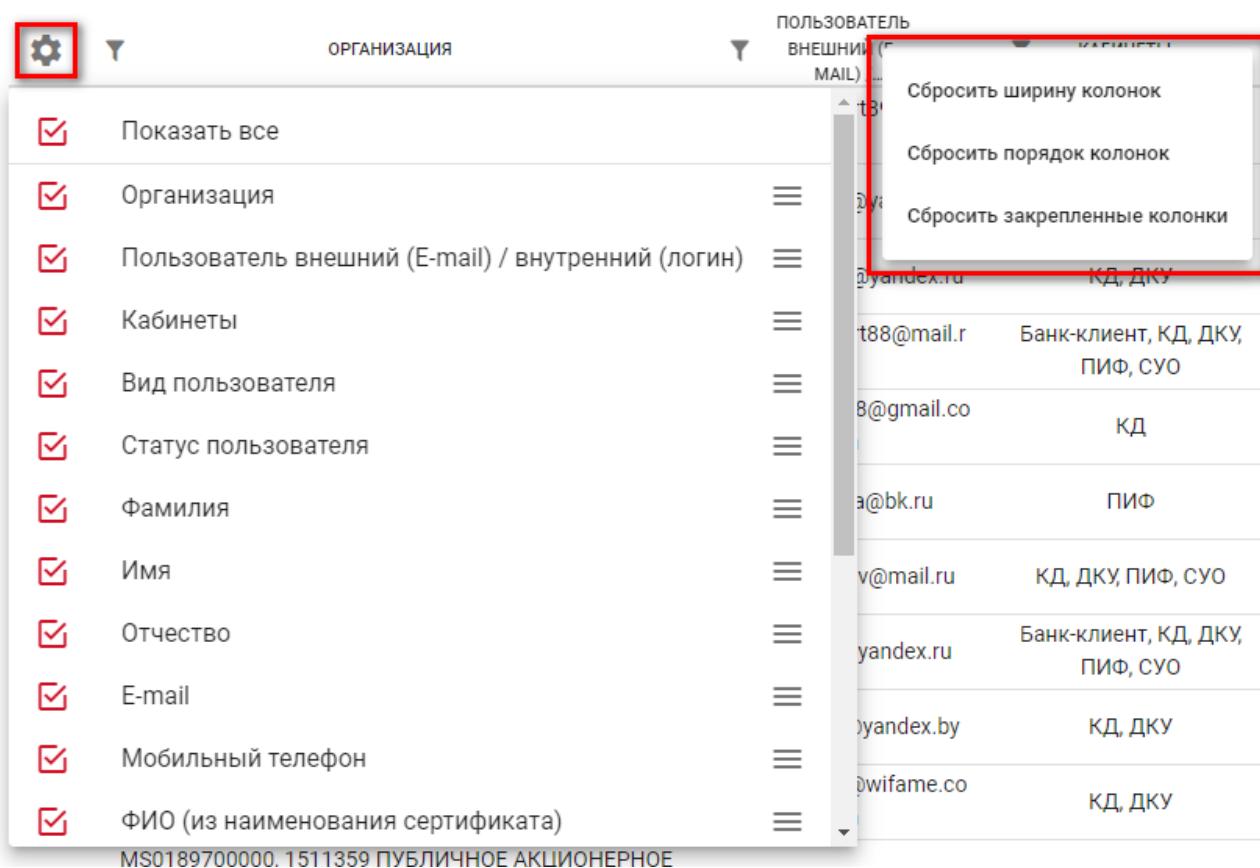 ПОЛЬЗОВАТЕЛЬ
ОРГАНИЗАЦИЯ
ВНЕШНИЙ
КАБИНЕТЫ
MAIL)
Показать все
Организация
Пользователь внешний (E-mail) / внутренний (логин)
Кабинеты
Вид пользователя
Статус пользователя
Фамилия
Имя
Отчество
E-mail
Мобильный телефон
ФИО (из наименования сертификата)
Сбросить ширину колонок
Сбросить порядок колонок
Сбросить закрепленные колонки
@yandex.ru
КД, ДКУ
rt88@mail.r
Банк-клиент, КД, ДКУ,
ПИФ, СУО
8@gmail.co
КД
a@bk.ru
ПИФ
v@mail.ru
КД, ДКУ, ПИФ, СУО
yandex.ru
Банк-клиент, КД, ДКУ,
ПИФ, СУО
@yandex.by
КД, ДКУ
@wifame.co
КД, ДКУ
MS0189700000, 1511359 ПУБЛИЧНОЕ АКЦИОНЕРНОЕ